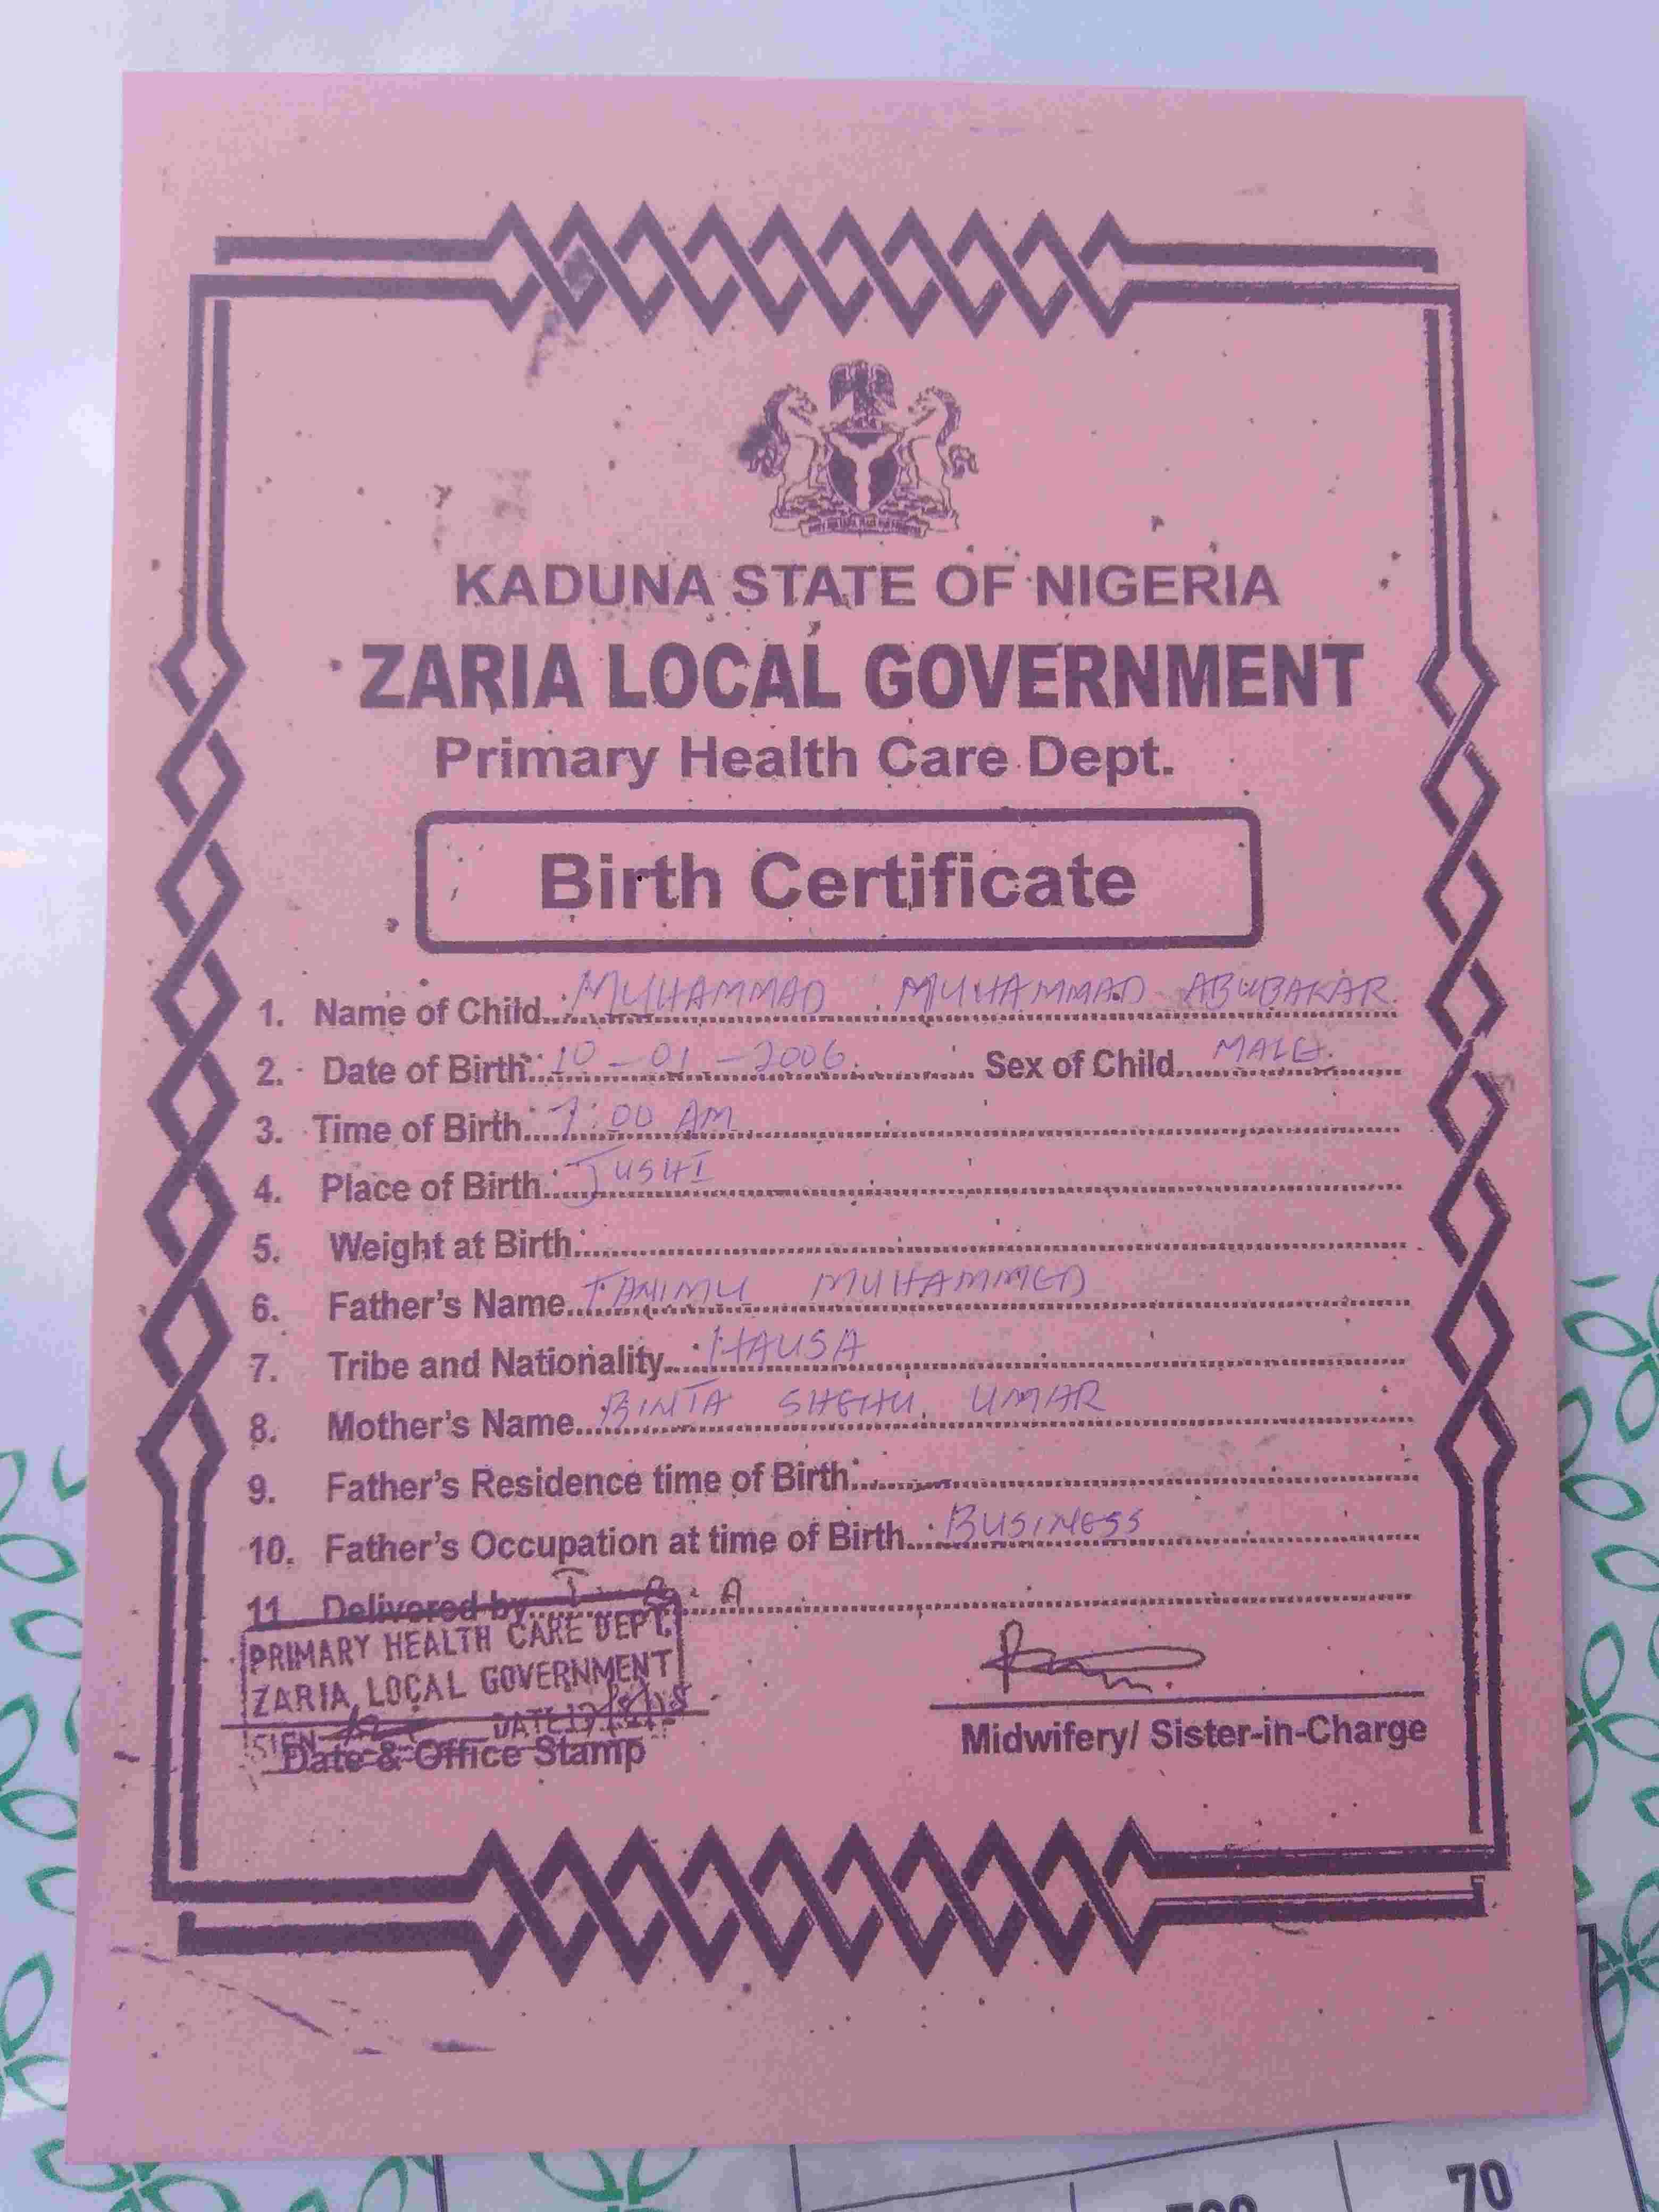 KADUNA STATE OF NIGERIA
ZARIA LOCAL GOVERNMENT
Primary Health Care Dept.
Birth Certificate
1. Name of Child MUHAMMAD MUHAMMAD ABUBAKAR
2. Date of Birth: 10-01-2006. Sex of Child MALE.
3. Time of Birth: 7:00 AM
4. Place of Birth: JUSHI
5. Weight at Birth:
6. Father's Name TANIMU MUHAMMED
7. Tribe and Nationality HAUSA
8. Mother's Name BINTA SHEHU UMAR
9. Father's Residence time of Birth:
10. Father's Occupation at time of Birth BUSINESS
11. Delivered by
PRIMARY HEALTH CARE DEPT.
ZARIA LOCAL GOVERNMENT
SIGN DATE
Date & Office Stamp
Midwifery/ Sister-in-Charge
70